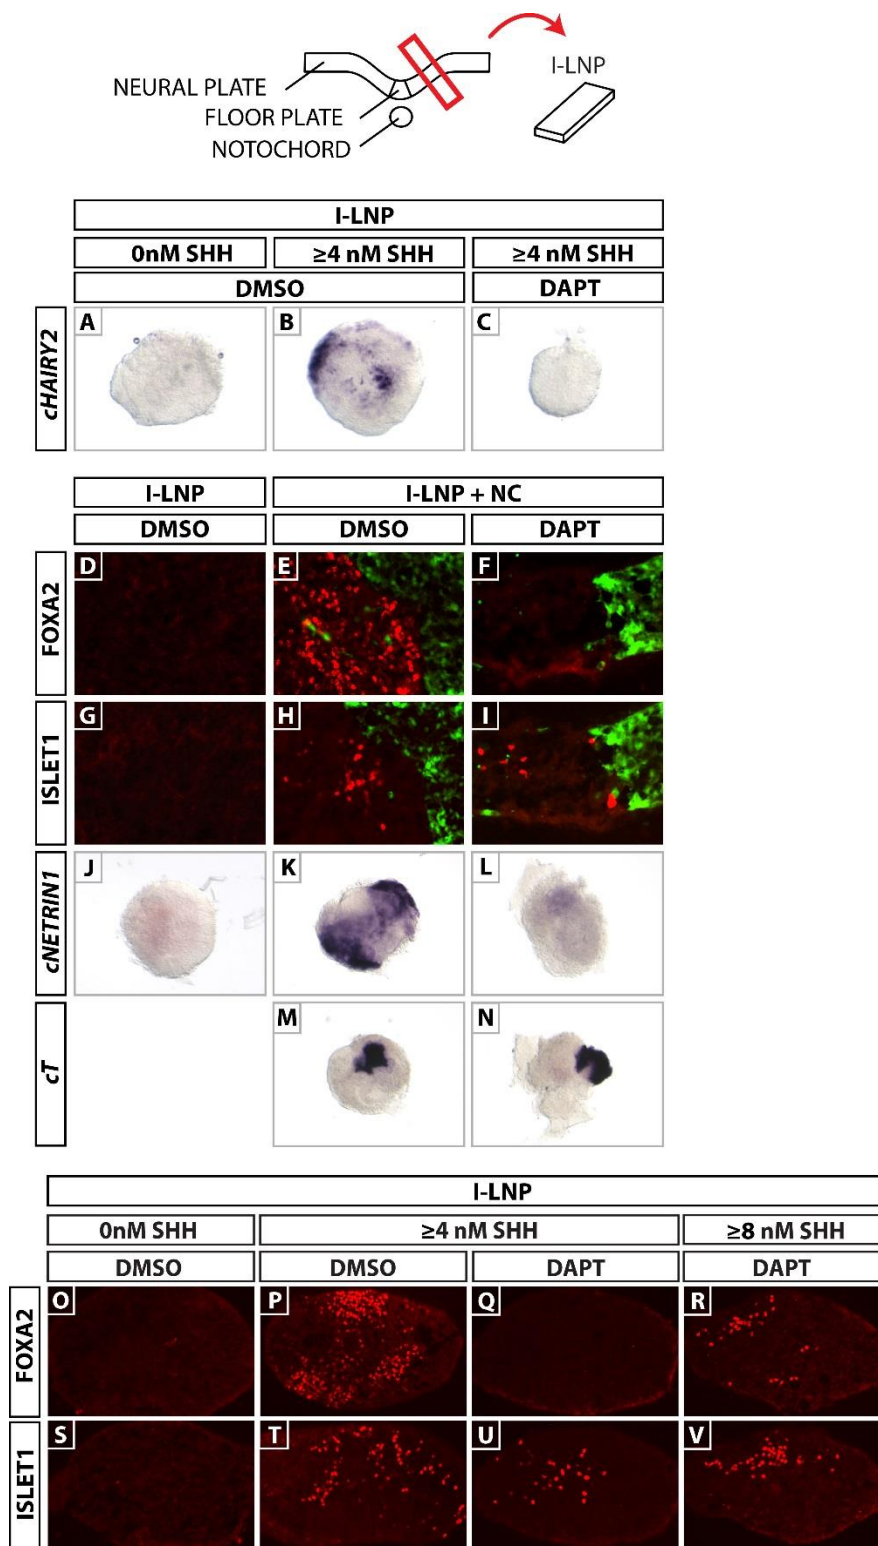 NEURAL PLATE
FLOOR PLATE
NOTOCHORD
I-LNP
I-LNP
0nM SHH ≥4 nM SHH ≥4 nM SHH
DMSO DAPT
cHAIRY2
A B C
I-LNP I-LNP + NC
DMSO DMSO DAPT
FOXA2
D E F
ISLET1
G H I
cNETRIN1
J K L
cT
M N
I-LNP
0nM SHH ≥4 nM SHH ≥8 nM SHH
DMSO DMSO DAPT DAPT
FOXA2
O P Q R
ISLET1
S T U V